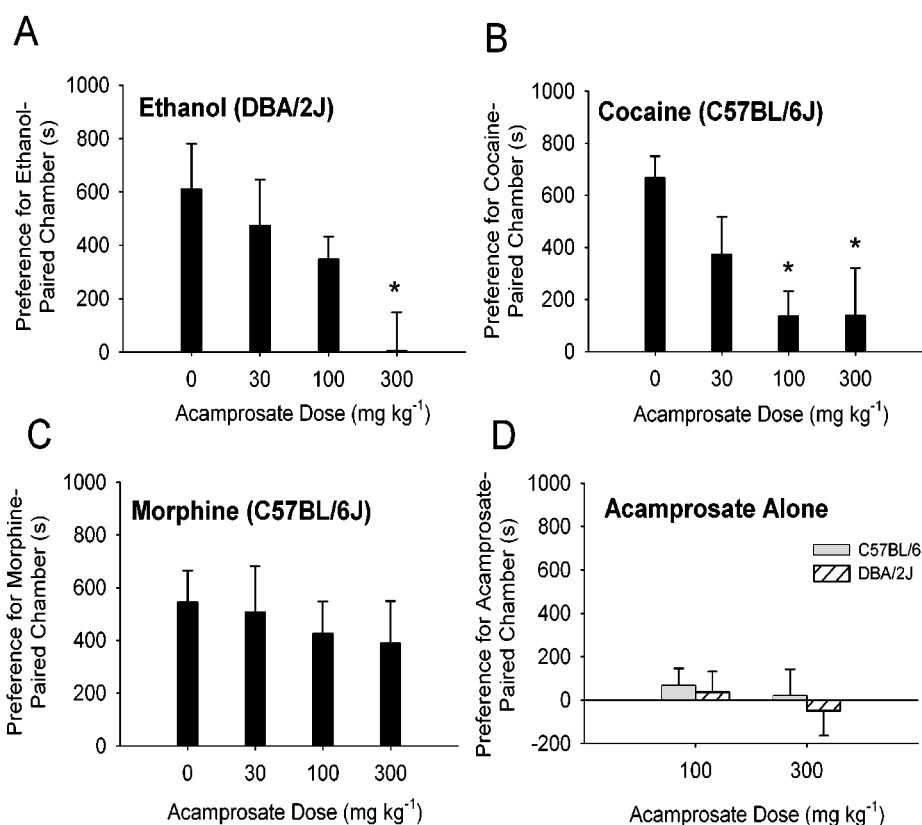 A
Ethanol (DBA/2J)
Preference for Ethanol-
Paired Chamber (s)
1000
800
600
400
200
0
0 30 100 300
*
Acamprosate Dose (mg kg⁻¹)
B
Cocaine (C57BL/6J)
Preference for Cocaine-
Paired Chamber (s)
1000
800
600
400
200
0
0 30 100 300
* *
Acamprosate Dose (mg kg⁻¹)
C
Morphine (C57BL/6J)
Preference for Morphine-
Paired Chamber (s)
1000
800
600
400
200
0
0 30 100 300
Acamprosate Dose (mg kg⁻¹)
D
Acamprosate Alone
C57BL/6
DBA/2J
Preference for Acamprosate-
Paired Chamber (s)
1000
800
600
400
200
0
-200
100 300
Acamprosate Dose (mg kg⁻¹)